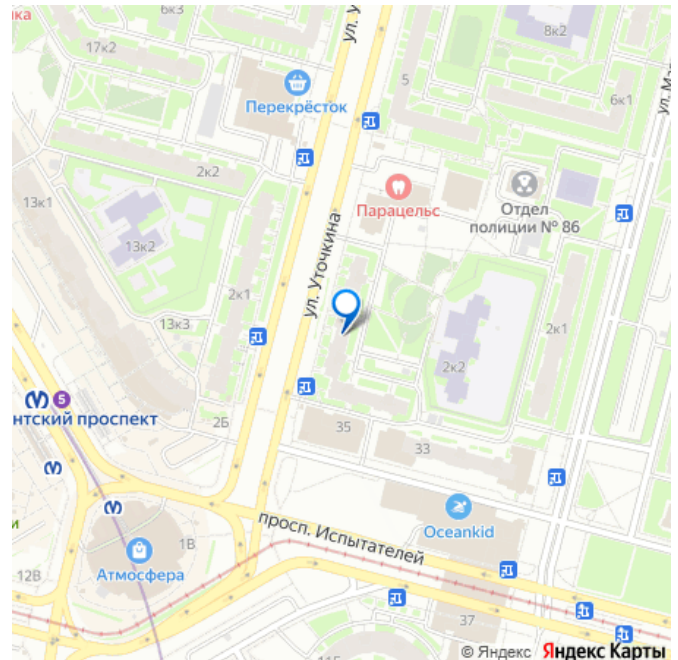 ка
17к2
6к3
ул. У
8к2
5
6к1
ул. Ма
Перекрёсток
2к2
Парацельс
Отдел
полиции № 86
13к1
13к2
ул. Уточкина
2к1
13к3
2к1
2к2
5
нтский проспект
2Б
35
33
просп. Испытателей
Oceankid
1В
и
Атмосфера
12В
37
© Яндекс Яндекс Карты